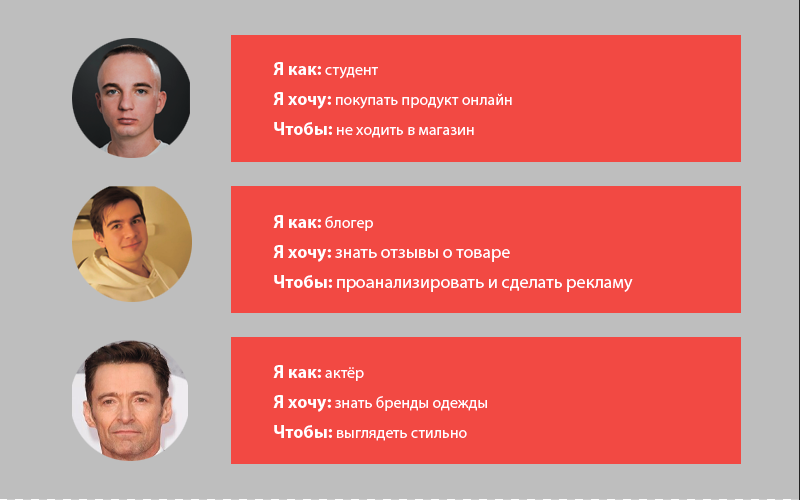 Я как: студент
Я хочу: покупать продукт онлайн
Чтобы: не ходить в магазин
Я как: блогер
Я хочу: знать отзывы о товаре
Чтобы: проанализировать и сделать рекламу
Я как: актёр
Я хочу: знать бренды одежды
Чтобы: выглядеть стильно